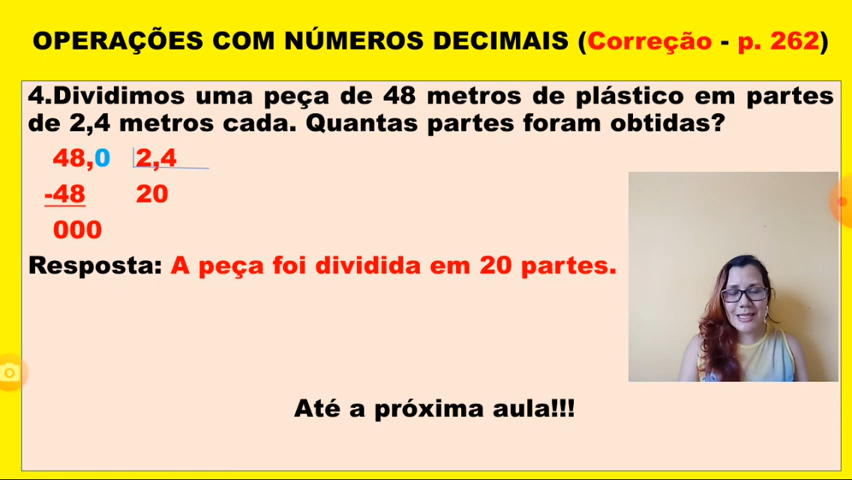 OPERAÇÕES COM NÚMEROS DECIMAIS (Correção - p. 262)
4.Dividimos uma peça de 48 metros de plástico em partes
de 2,4 metros cada. Quantas partes foram obtidas?
48,0 2,4
-48 20
000
Resposta: A peça foi dividida em 20 partes.
Até a próxima aula!!!